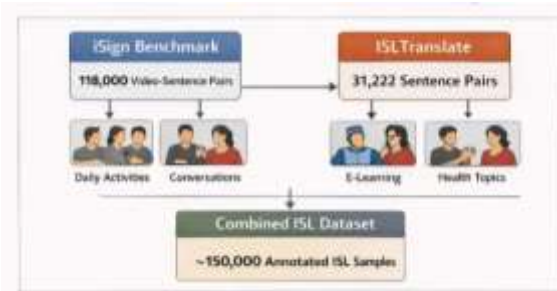 iSign Benchmark
118,000 Video-Sentence Pairs
ISLTranslate
31,222 Sentence Pairs
Daily Activities
Conversations
E-Learning
Health Topics
Combined ISL Dataset
~150,000 Annotated ISL Samples